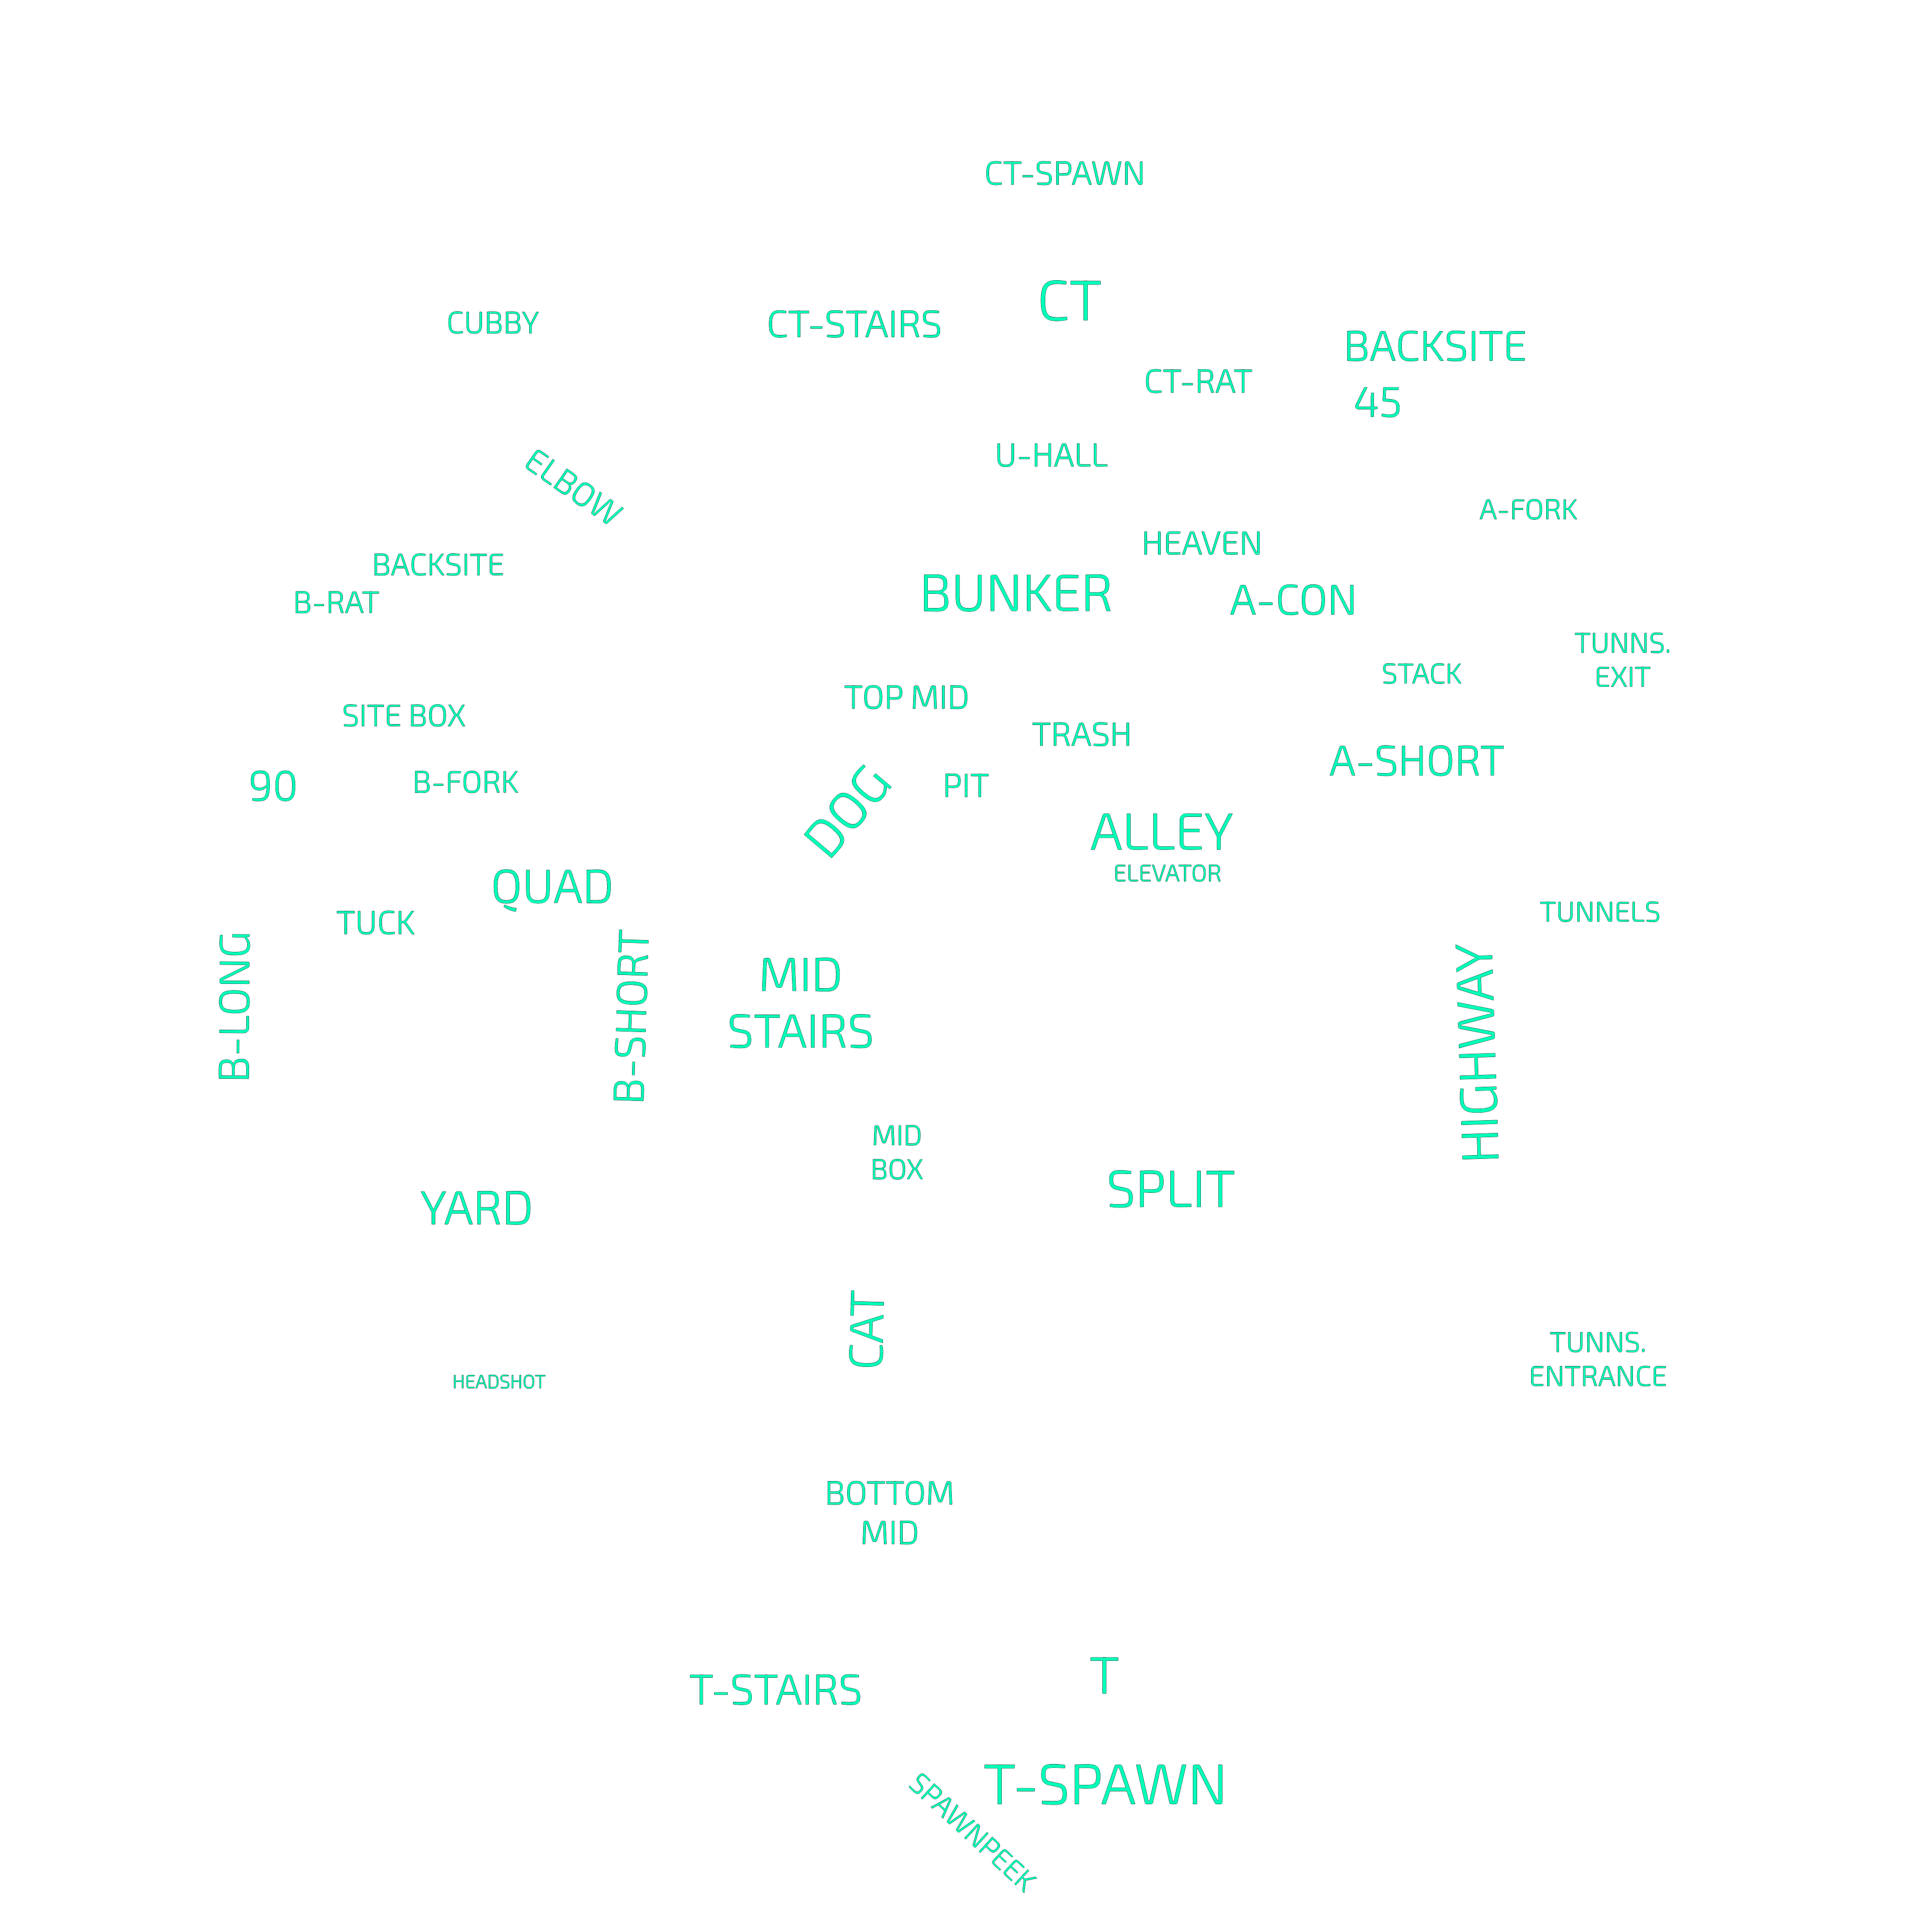 CT-SPAWN
CT
CUBBY
CT-STAIRS
BACKSITE
CT-RAT
45
U-HALL
ELBOW
A-FORK
HEAVEN
BACKSITE
BUNKER
A-CON
B-RAT
TUNNS.
EXIT
STACK
TOP MID
SITE BOX
TRASH
A-SHORT
90
B-FORK
PIT
DOG
ALLEY
ELEVATOR
QUAD
TUCK
TUNNELS
B-LONG
B-SHORT
MID
STAIRS
HIGHWAY
MID
BOX
SPLIT
YARD
CAT
TUNNS.
ENTRANCE
HEADSHOT
BOTTOM
MID
T
T-STAIRS
T-SPAWN
SPAWNPEEK